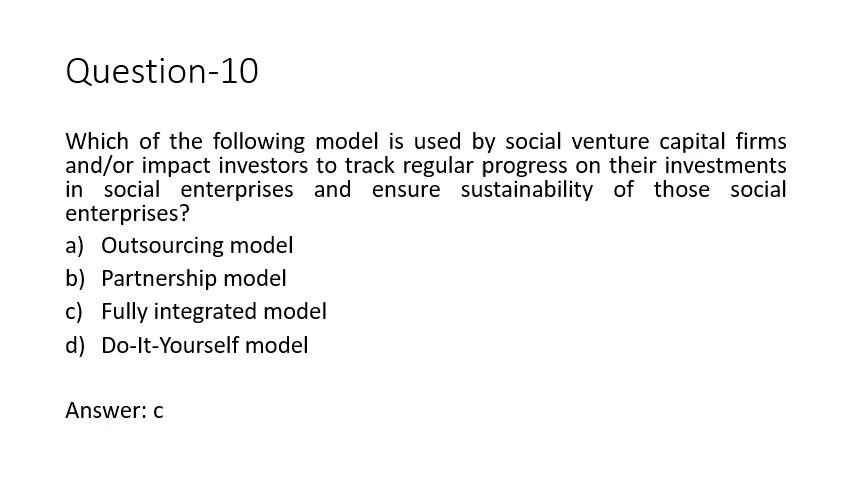 Question-10
Which of the following model is used by social venture capital firms
and/or impact investors to track regular progress on their investments
in social enterprises and ensure sustainability of those social
enterprises?
a) Outsourcing model
b) Partnership model
c) Fully integrated model
d) Do-It-Yourself model
Answer: c